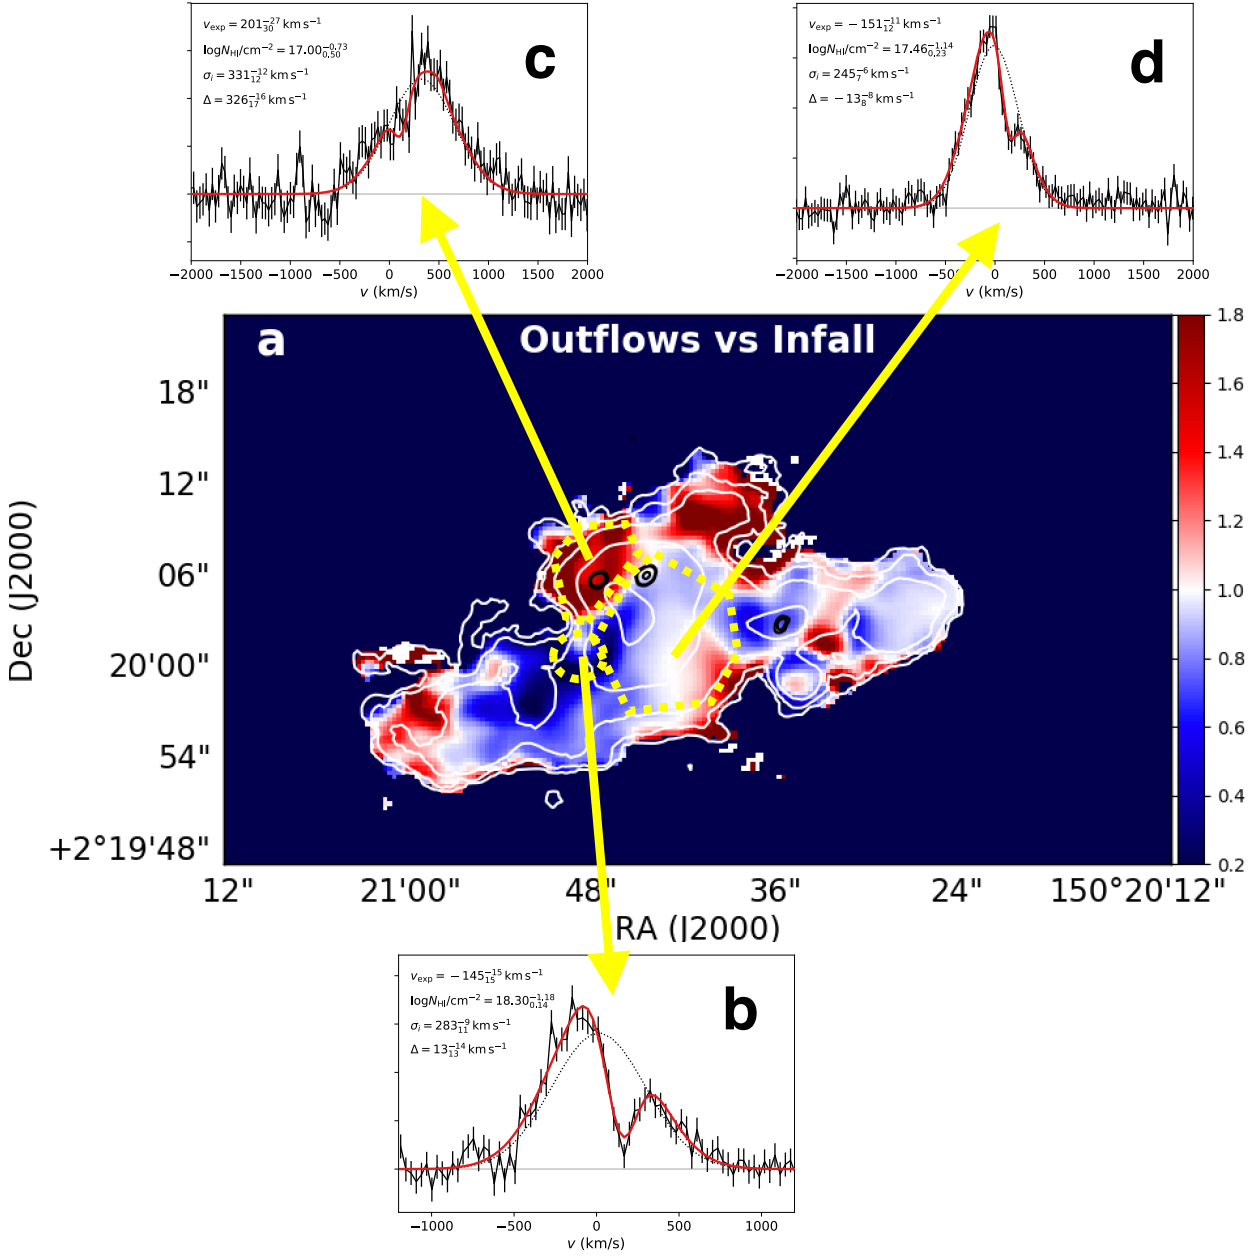 v_exp = 201^{-27}_{30} km s^{-1}
logN_HI/cm^{-2} = 17.00^{-0.73}_{0.50}
σ_i = 331^{-12}_{12} km s^{-1}
Δ = 326^{-16}_{17} km s^{-1}
c
−2000 −1500 −1000 −500 0 500 1000 1500 2000
v (km/s)
v_exp = −151^{-11}_{12} km s^{-1}
logN_HI/cm^{-2} = 17.46^{-1.14}_{0.23}
σ_i = 245^{-6}_{7} km s^{-1}
Δ = −13^{-8}_{8} km s^{-1}
d
−2000 −1500 −1000 −500 0 500 1000 1500 2000
v (km/s)
a
Outflows vs Infall
Dec (J2000)
18"
12"
06"
20'00"
54"
+2°19'48"
12" 21'00" 48" 36" 24" 150°20'12"
RA (J2000)
1.8
1.6
1.4
1.2
1.0
0.8
0.6
0.4
0.2
v_exp = −145^{-15}_{15} km s^{-1}
logN_HI/cm^{-2} = 18.30^{-1.18}_{0.14}
σ_i = 283^{-9}_{11} km s^{-1}
Δ = 13^{-14}_{13} km s^{-1}
b
−1000 −500 0 500 1000
v (km/s)